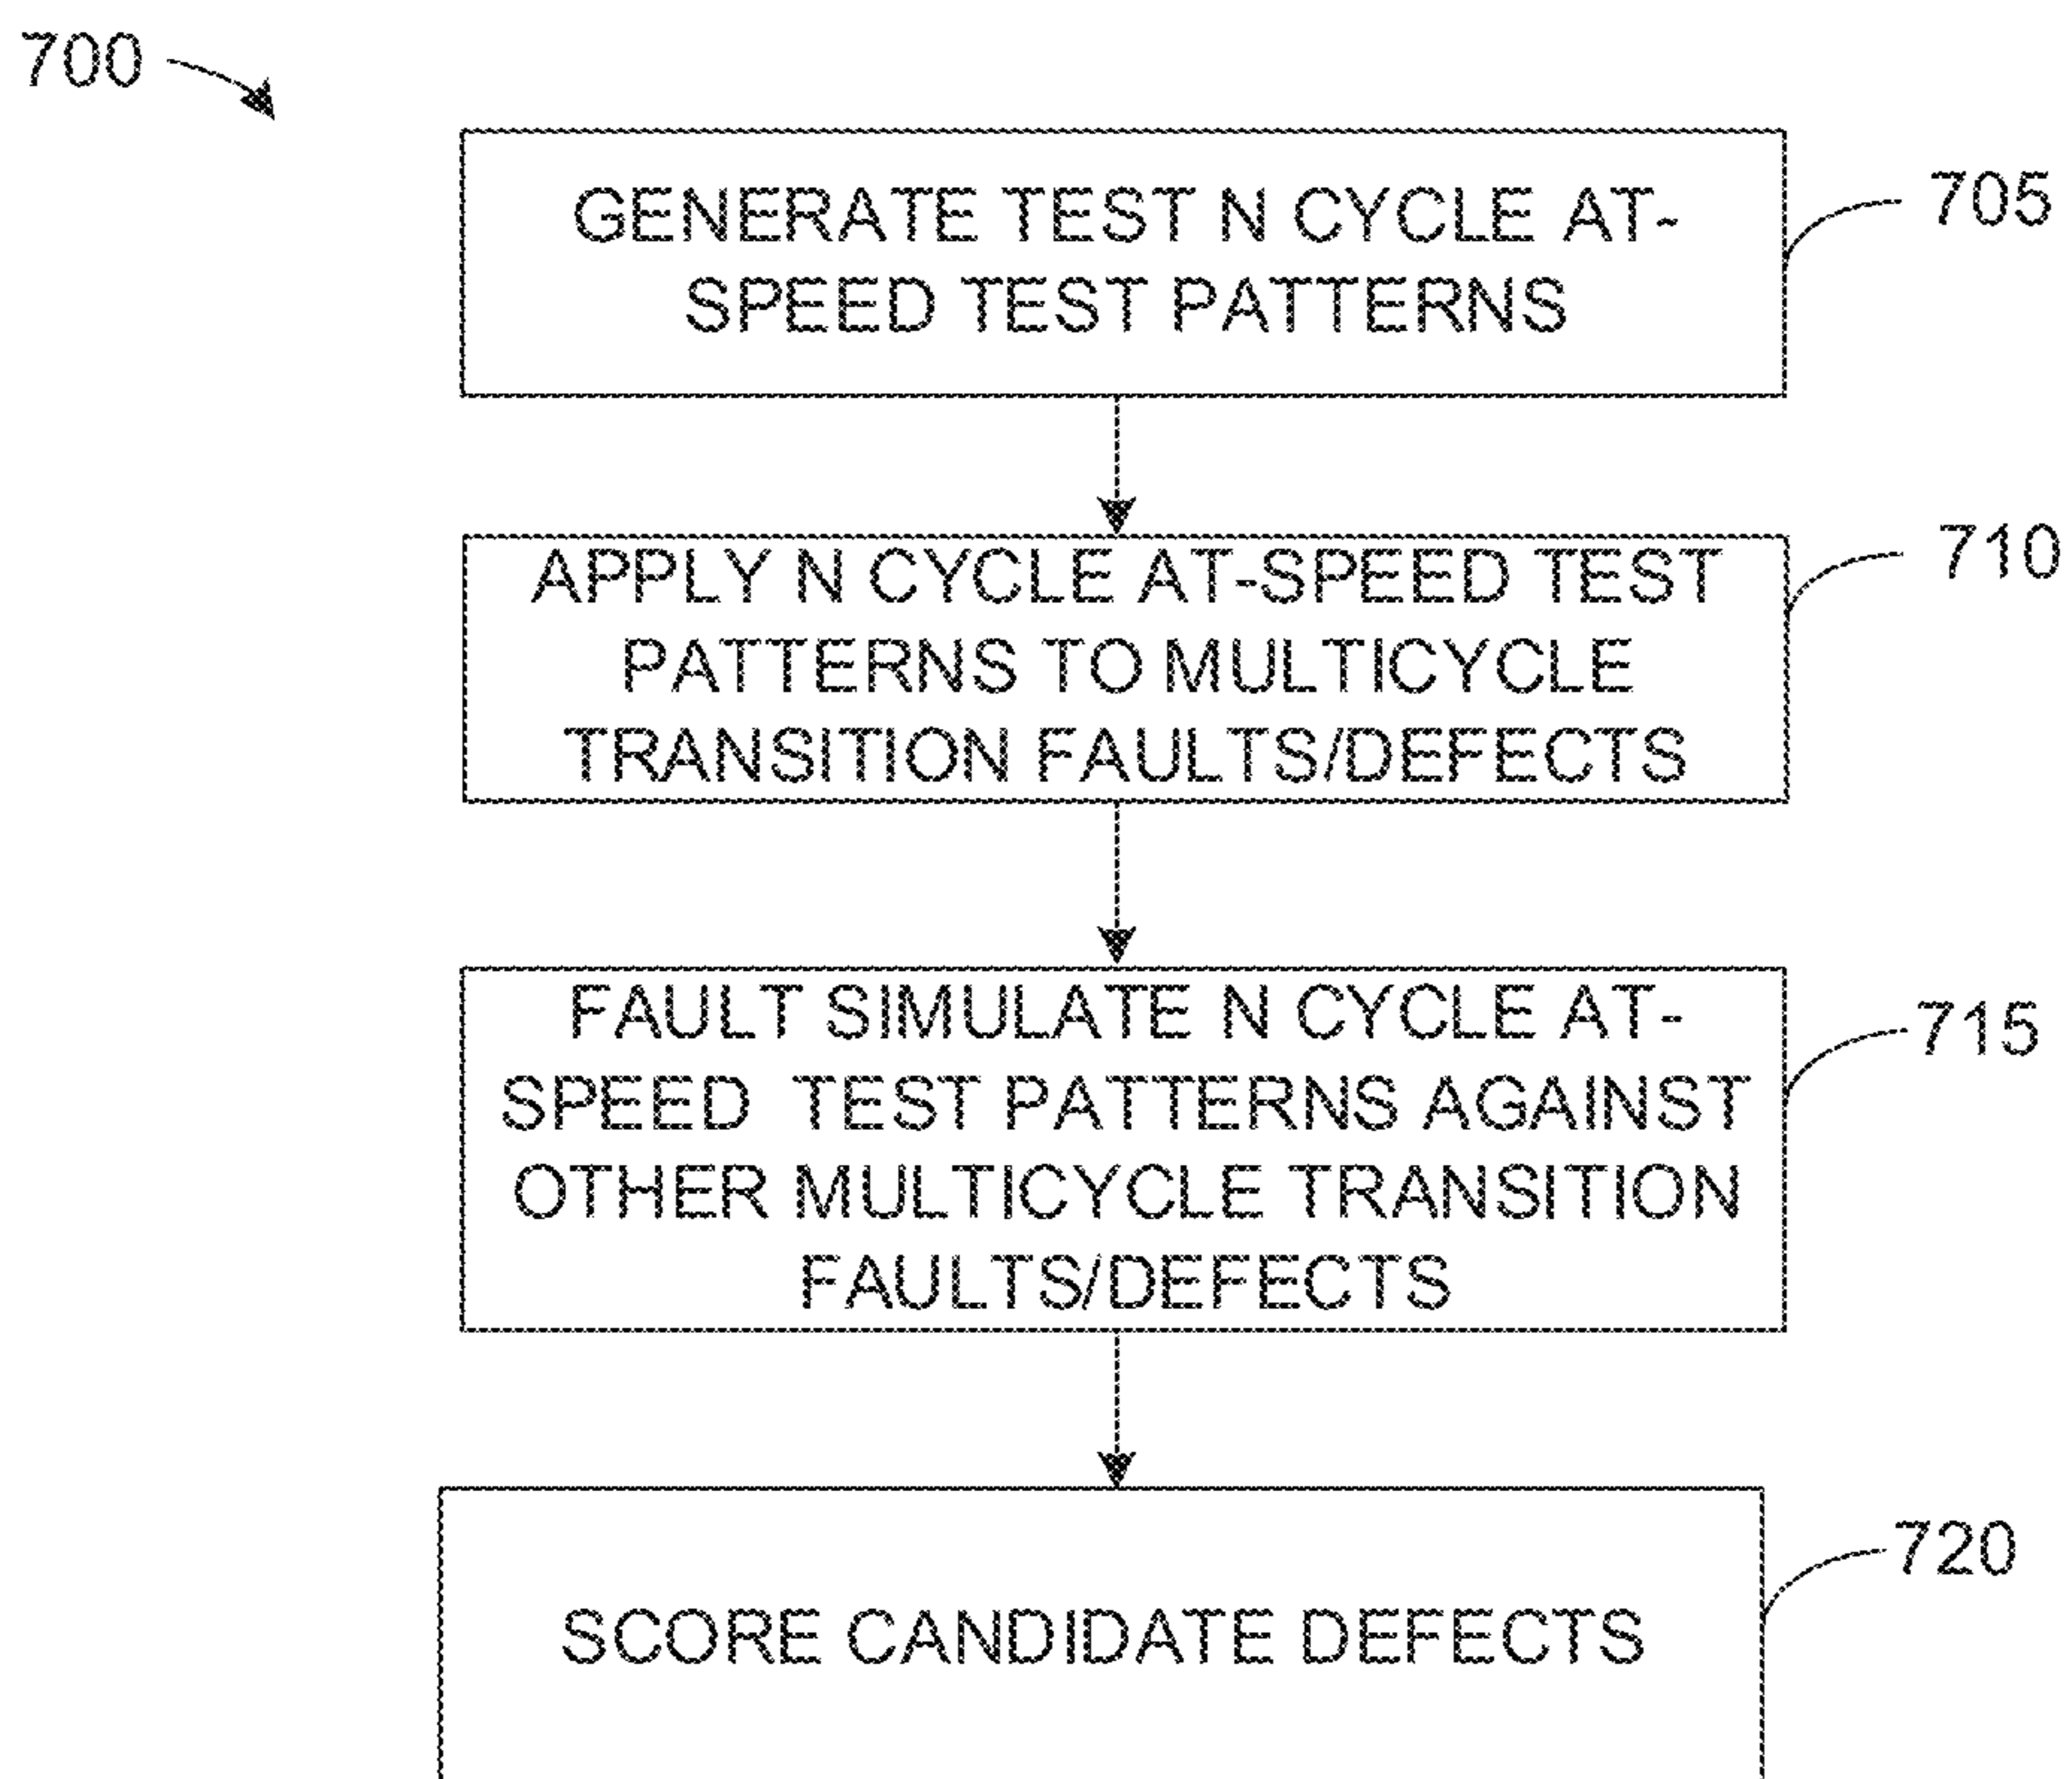 700
GENERATE TEST N CYCLE AT-
SPEED TEST PATTERNS
705
APPLY N CYCLE AT-SPEED TEST
PATTERNS TO MULTICYCLE
TRANSITION FAULTS/DEFECTS
710
FAULT SIMULATE N CYCLE AT-
SPEED TEST PATTERNS AGAINST
OTHER MULTICYCLE TRANSITION
FAULTS/DEFECTS
715
SCORE CANDIDATE DEFECTS
720